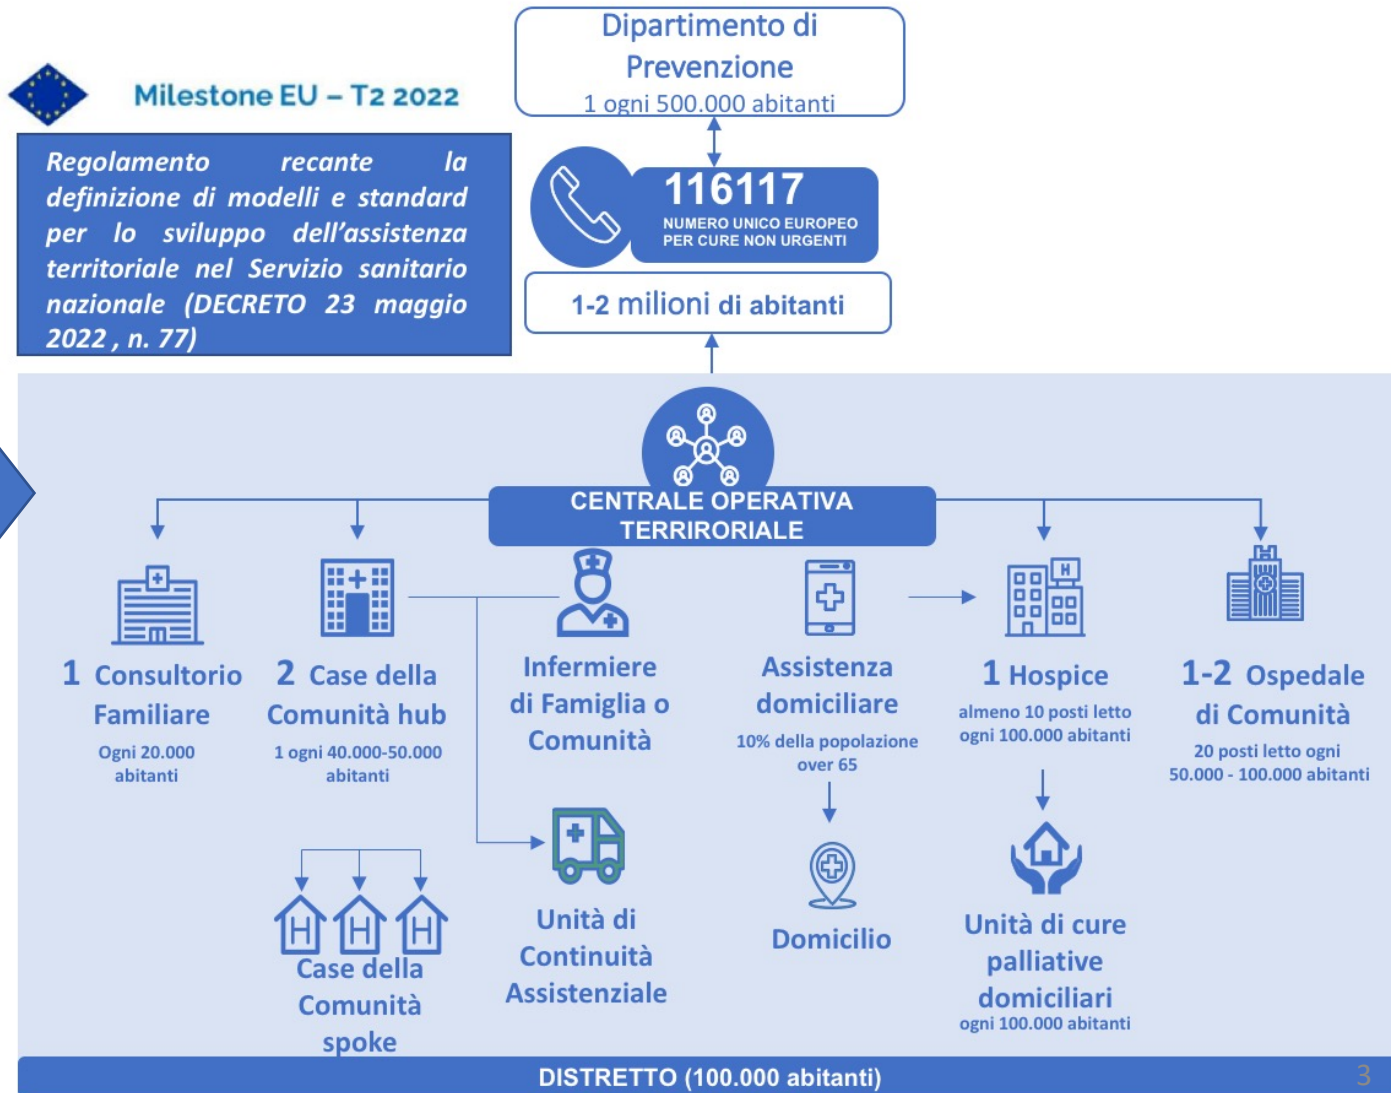 Dipartimento di
Prevenzione
1 ogni 500.000 abitanti
Milestone EU – T2 2022
Regolamento recante la
definizione di modelli e standard
per lo sviluppo dell'assistenza
territoriale nel Servizio sanitario
nazionale (DECRETO 23 maggio
2022 , n. 77)
116117
NUMERO UNICO EUROPEO
PER CURE NON URGENTI
1-2 milioni di abitanti
CENTRALE OPERATIVA
TERRIRORIALE
1 Consultorio
Familiare
Ogni 20.000
abitanti
2 Case della
Comunità hub
1 ogni 40.000-50.000
abitanti
Infermiere
di Famiglia o
Comunità
Assistenza
domiciliare
10% della popolazione
over 65
H
1 Hospice
almeno 10 posti letto
ogni 100.000 abitanti
1-2 Ospedale
di Comunità
20 posti letto ogni
50.000 - 100.000 abitanti
H H H
Case della
Comunità
spoke
Unità di
Continuità
Assistenziale
Domicilio
Unità di cure
palliative
domiciliari
ogni 100.000 abitanti
DISTRETTO (100.000 abitanti)
3